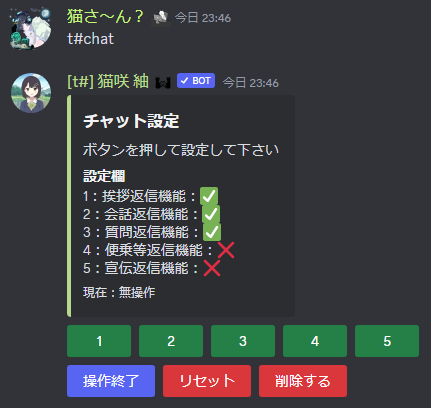 猫さ〜ん？ 今日 23:46
t#chat
[t#] 猫咲 紬 ✓ BOT 今日 23:46
チャット設定
ボタンを押して設定して下さい
設定欄
1：挨拶返信機能：✅
2：会話返信機能：✅
3：質問返信機能：✅
4：便乗等返信機能：❌
5：宣伝返信機能：❌
現在：無操作
1 2 3 4 5
操作終了 リセット 削除する